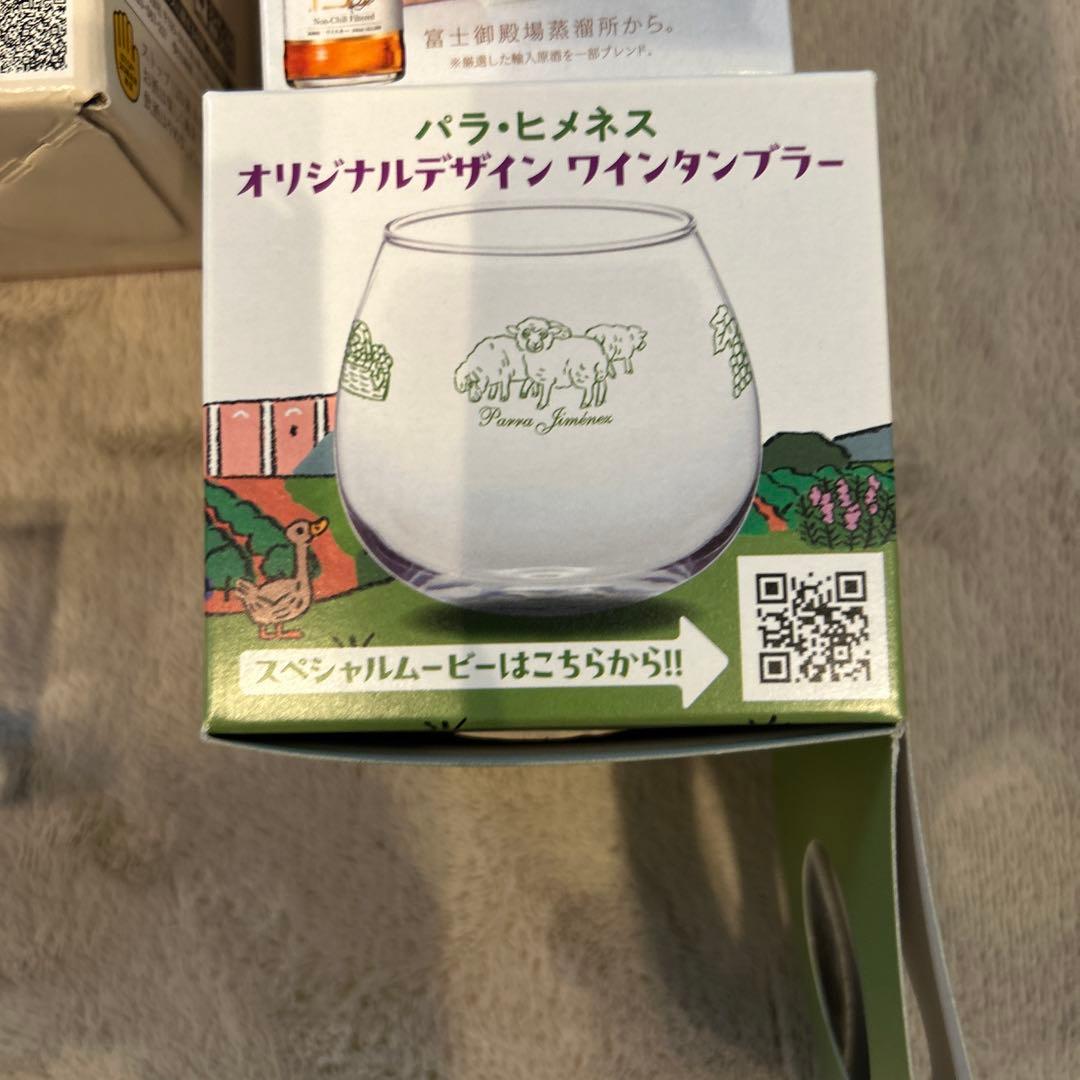 Non-Chill Filtered
富士御殿場蒸溜所から。
※厳選した輸入原酒を一部ブレンド。
パラ・ヒメネス
オリジナルデザイン ワインタンブラー
Parra Jiménez
スペシャルムービーはこちらから!!